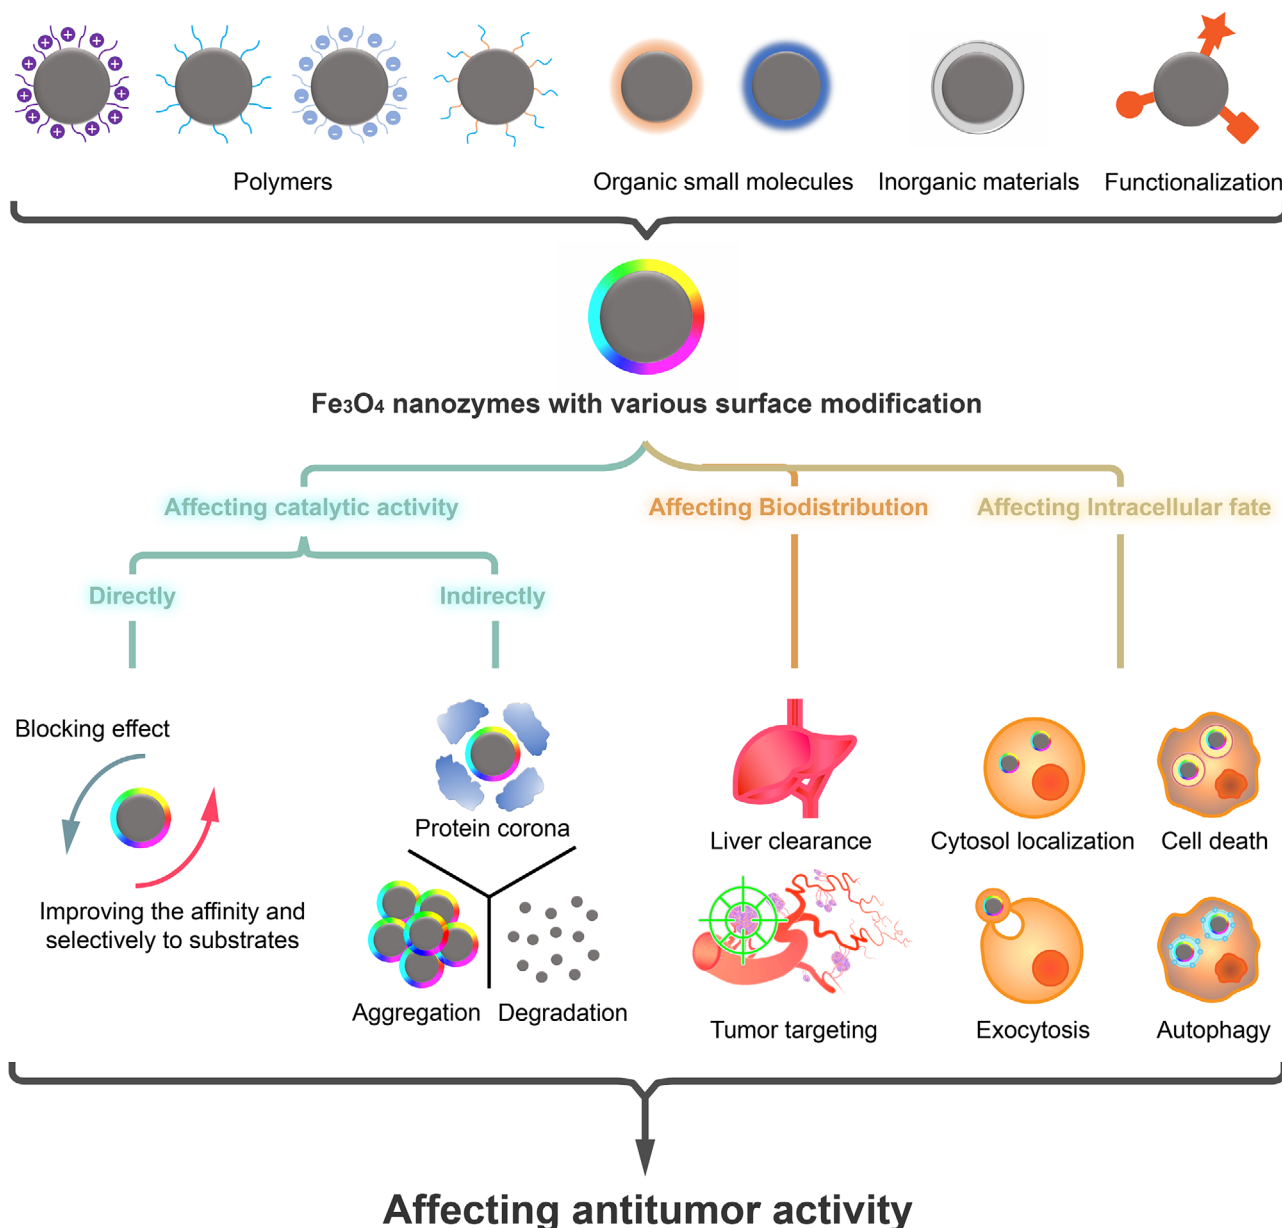 Polymers
Organic small molecules
Inorganic materials
Functionalization
Fe₃O₄ nanozymes with various surface modification
Affecting catalytic activity
Affecting Biodistribution
Affecting Intracellular fate
Directly
Indirectly
Blocking effect
Improving the affinity and
selectively to substrates
Protein corona
Aggregation
Degradation
Liver clearance
Tumor targeting
Cytosol localization
Cell death
Exocytosis
Autophagy
Affecting antitumor activity